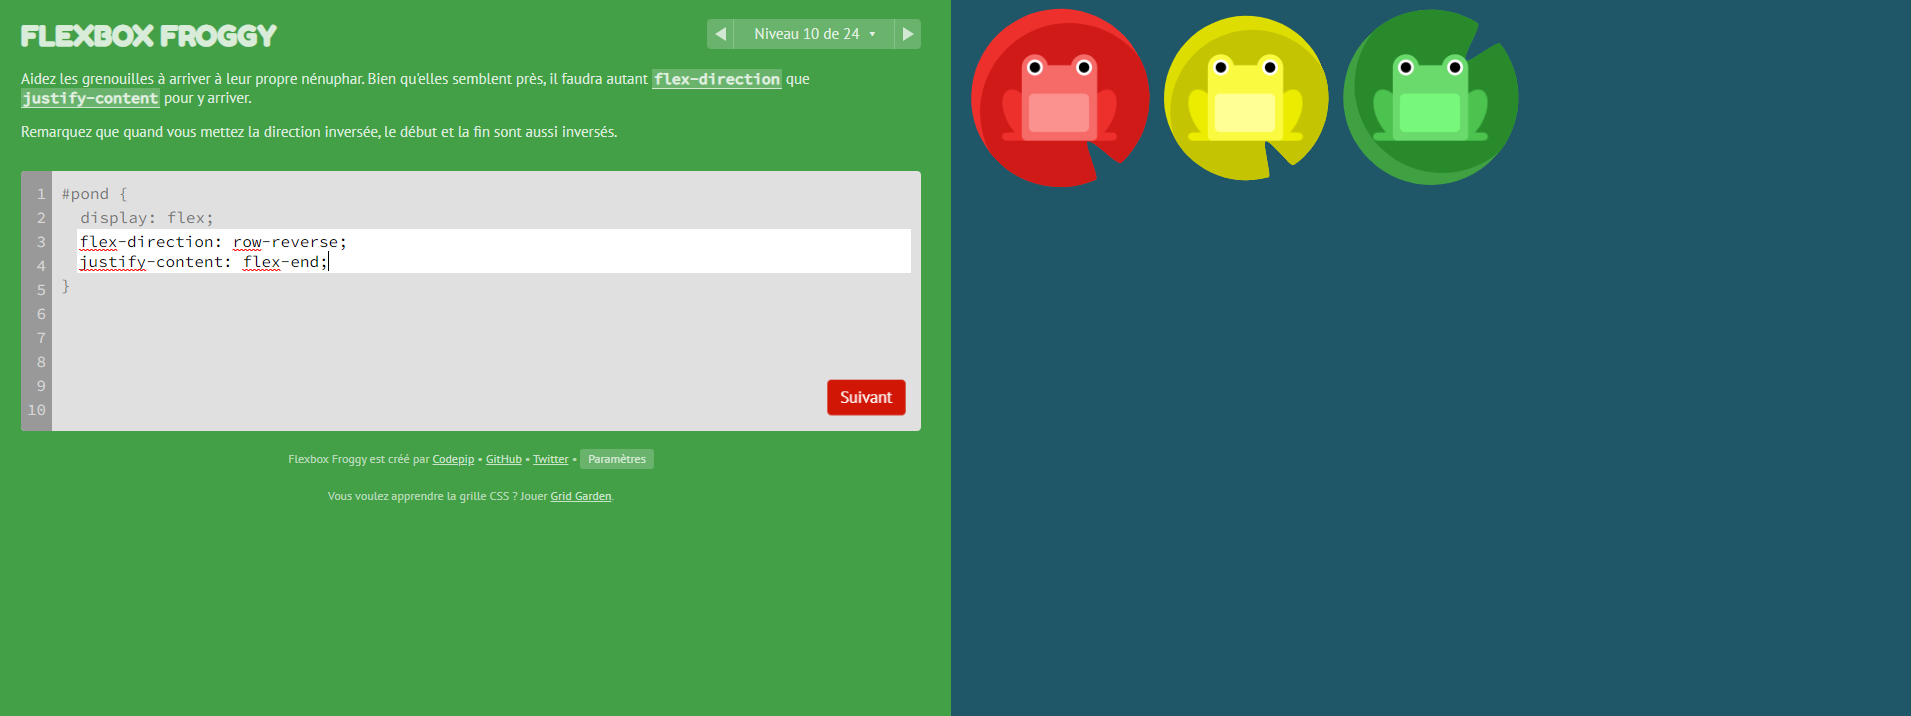 FLEXBOX FROGGY
Niveau 10 de 24
Aidez les grenouilles à arriver à leur propre nénuphar. Bien qu'elles semblent près, il faudra autant flex-direction que
justify-content pour y arriver.
Remarquez que quand vous mettez la direction inversée, le début et la fin sont aussi inversés.
1 #pond {
2 display: flex;
3 flex-direction: row-reverse;
4 justify-content: flex-end;
5 }
6
7
8
9
10
Suivant
Flexbox Froggy est créé par Codepip • GitHub • Twitter • Paramètres
Vous voulez apprendre la grille CSS ? Jouer Grid Garden.